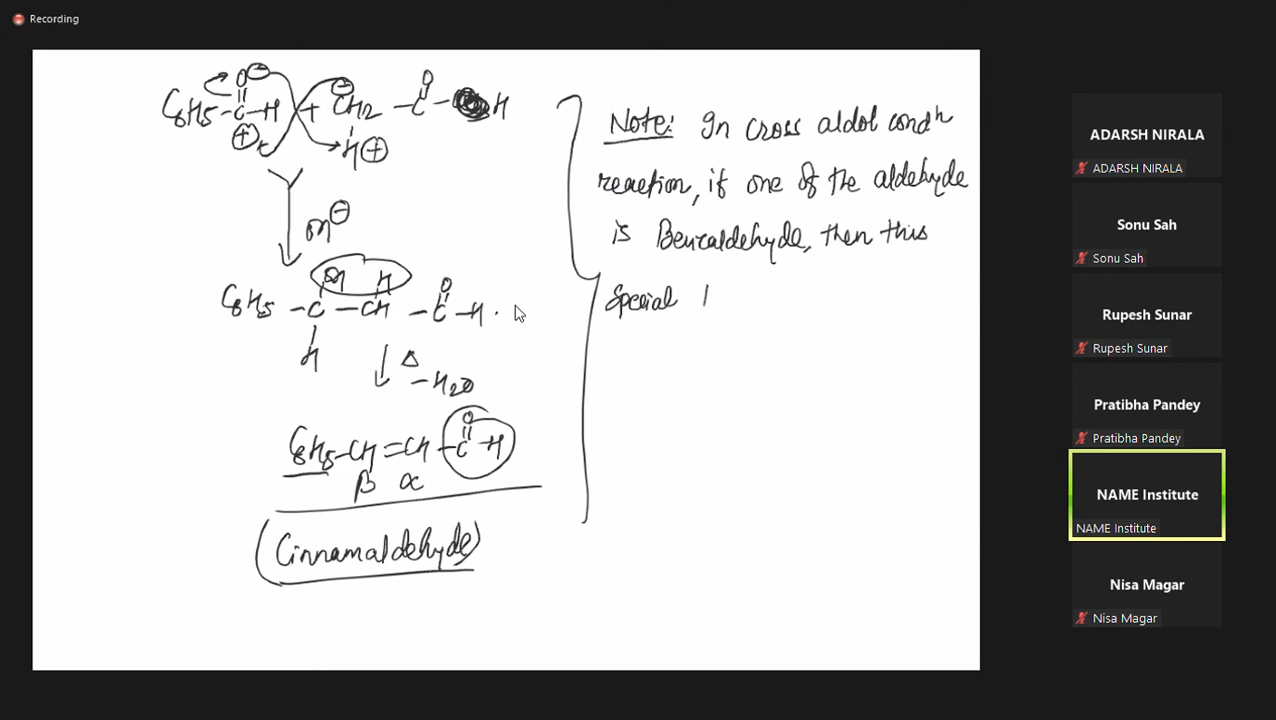 Recording
C6H5 - C - H + CH2 - C - H
O
⊖
⊖
O
⊕
H ⊕
OH⊖
OH H
O
C6H5 - C - CH - C - H .
H
Δ
- H2O
O
C6H5 - CH = CH - C - H
β α
(Cinnamaldehyde)
Note: In cross aldol condn
reaction, if one of the aldehyde
is Benzaldehyde, then this
Special
ADARSH NIRALA
ADARSH NIRALA
Sonu Sah
Sonu Sah
Rupesh Sunar
Rupesh Sunar
Pratibha Pandey
Pratibha Pandey
NAME Institute
NAME Institute
Nisa Magar
Nisa Magar